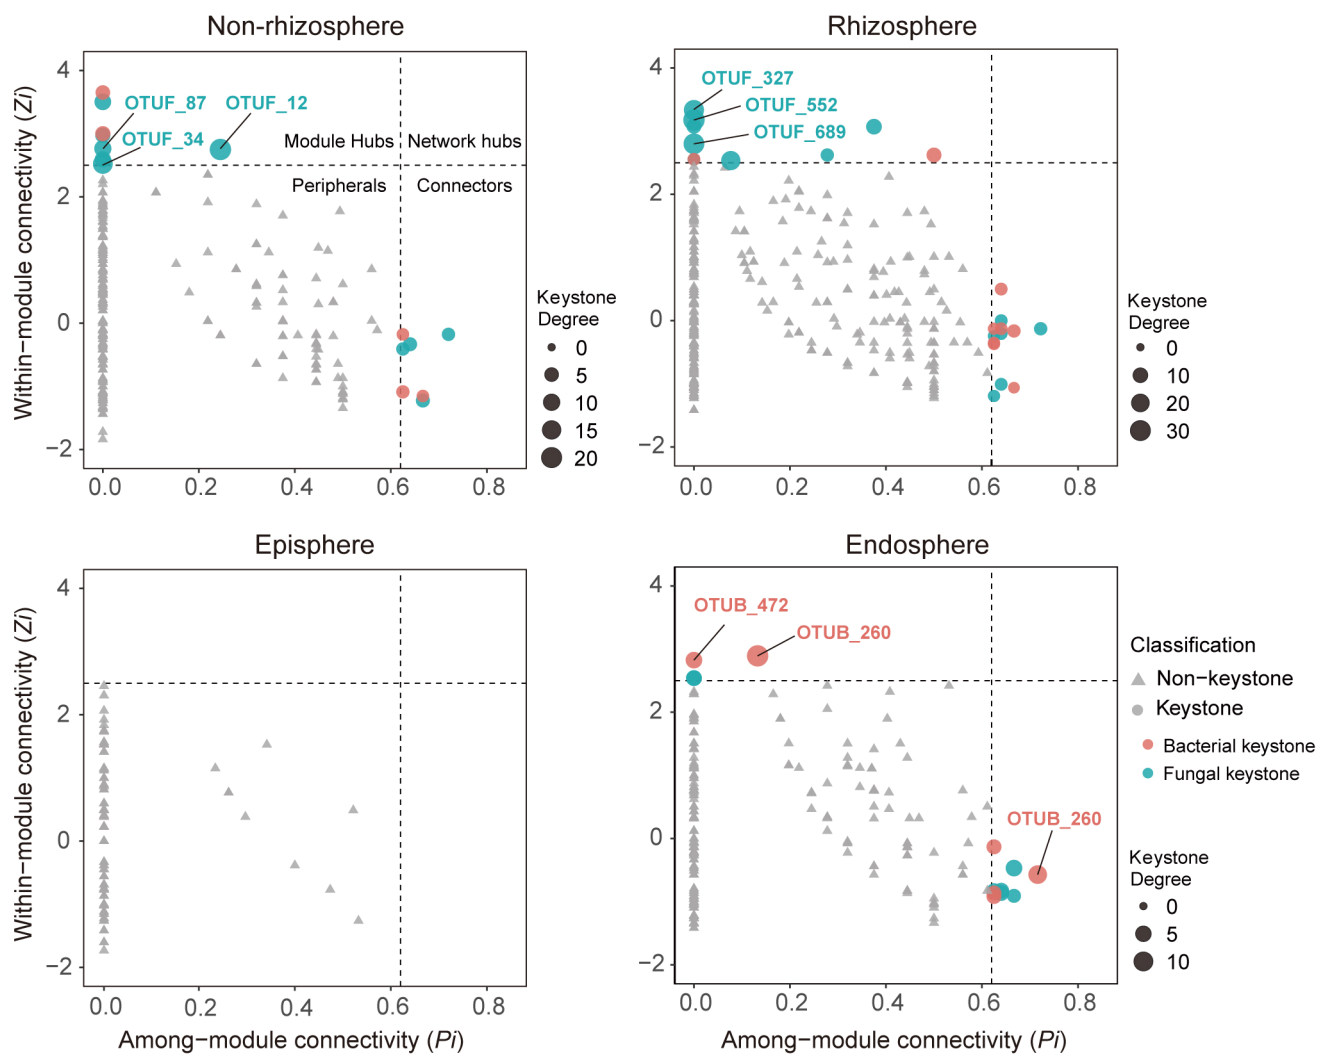 Non-rhizosphere
Rhizosphere
Within−module connectivity (Zi)
4
2
0
−2
OTUF_87
OTUF_12
OTUF_34
Module Hubs
Network hubs
Peripherals
Connectors
0.0
0.2
0.4
0.6
0.8
Keystone
Degree
0
5
10
15
20
4
2
0
−2
OTUF_327
OTUF_552
OTUF_689
0.0
0.2
0.4
0.6
0.8
Keystone
Degree
0
10
20
30
Episphere
Endosphere
Within−module connectivity (Zi)
4
2
0
−2
0.0
0.2
0.4
0.6
0.8
Among−module connectivity (Pi)
4
2
0
−2
OTUB_472
OTUB_260
OTUB_260
0.0
0.2
0.4
0.6
0.8
Among−module connectivity (Pi)
Classification
Non−keystone
Keystone
Bacterial keystone
Fungal keystone
Keystone
Degree
0
5
10